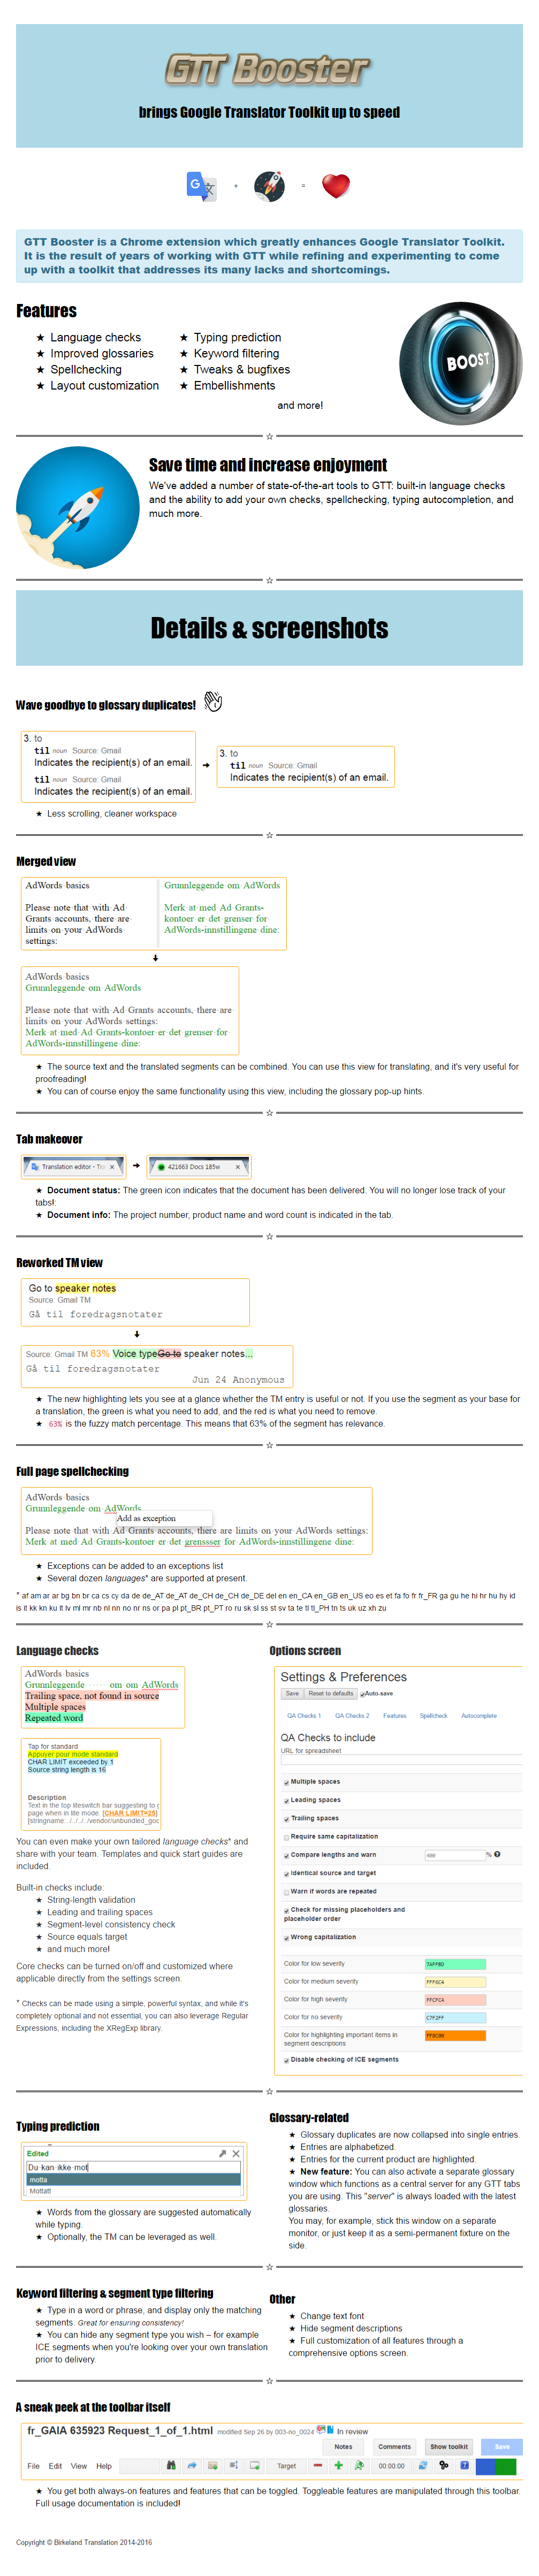 GTT Booster
brings Google Translator Toolkit up to speed
+ =
GTT Booster is a Chrome extension which greatly enhances Google Translator Toolkit.
It is the result of years of working with GTT while refining and experimenting to come
up with a toolkit that addresses its many lacks and shortcomings.
Features
★ Language checks
★ Improved glossaries
★ Spellchecking
★ Layout customization
★ Typing prediction
★ Keyword filtering
★ Tweaks & bugfixes
★ Embellishments
and more!
BOOST
Save time and increase enjoyment
We've added a number of state-of-the-art tools to GTT: built-in language checks
and the ability to add your own checks, spellchecking, typing autocompletion, and
much more.
Details & screenshots
Wave goodbye to glossary duplicates!
3. to
til noun Source: Gmail
Indicates the recipient(s) of an email.
til noun Source: Gmail
Indicates the recipient(s) of an email.
3. to
til noun Source: Gmail
Indicates the recipient(s) of an email.
★ Less scrolling, cleaner workspace
Merged view
AdWords·basics
Please note that with Ad
Grants accounts, there are
limits on your AdWords
settings:
Grunnleggende om AdWords
Merk at med Ad Grants-
kontoer er det grenser for
AdWords-innstillingene dine:
AdWords·basics
Grunnleggende om AdWords
Please note that with Ad Grants accounts, there are
limits on your AdWords settings:
Merk at med Ad Grants-kontoer er det grenser for
AdWords-innstillingene dine:
★ The source text and the translated segments can be combined. You can use this view for translating, and it's very useful for
proofreading!
★ You can of course enjoy the same functionality using this view, including the glossary pop-up hints.
Tab makeover
Translation editor - Tra ×
421663 Docs 185w ×
★ Document status: The green icon indicates that the document has been delivered. You will no longer lose track of your
tabs!
★ Document info: The project number, product name and word count is indicated in the tab.
Reworked TM view
Go to speaker notes
Source: Gmail TM
Gå til foredragsnotater
Source: Gmail TM 63% Voice typeGo to speaker notes...
Gå til foredragsnotater
Jun 24 Anonymous
★ The new highlighting lets you see at a glance whether the TM entry is useful or not. If you use the segment as your base for
a translation, the green is what you need to add, and the red is what you need to remove.
★ 63% is the fuzzy match percentage. This means that 63% of the segment has relevance.
Full page spellchecking
AdWords·basics
Grunnleggende om AdWords
Add as exception
Please note that with Ad Grants accounts, there are limits on your AdWords settings:
Merk at med Ad Grants-kontoer er det grenssser for AdWords-innstillingene dine:
★ Exceptions can be added to an exceptions list
★ Several dozen languages* are supported at present.
* af am ar ar bg bn br ca cs cy da de de_AT de_AT de_CH de_CH de_DE del en en_CA en_GB en_US eo es et fa fo fr fr_FR ga gu he hi hr hu hy id
is it kk kn ku lt lv ml mr nb nl nn no nr ns or pa pl pt_BR pt_PT ro ru sk sl ss st sv ta te tl tl_PH tn ts uk uz xh zu
Language checks
AdWords·basics
Grunnleggende······om·om·AdWords
Trailing space, not found in source
Multiple spaces
Repeated word
Tap for standard
Appuyer pour mode standard
CHAR LIMIT exceeded by 1
Source string length is 16
Description
Text in the top liteswitch bar suggesting to g
page when in lite mode. [CHAR LIMIT=25]
[stringname:../../../../vendor/unbundled_goo
You can even make your own tailored language checks* and
share with your team. Templates and quick start guides are
included.
Built-in checks include:
★ String-length validation
★ Leading and trailing spaces
★ Segment-level consistency check
★ Source equals target
★ and much more!
Core checks can be turned on/off and customized where
applicable directly from the settings screen.
* Checks can be made using a simple, powerful syntax, and while it's
completely optional and not essential, you can also leverage Regular
Expressions, including the XRegExp library.
Options screen
Settings & Preferences
Save Reset to defaults Auto-save
QA Checks 1 QA Checks 2 Features Spellcheck Autocomplete
QA Checks to include
URL for spreadsheet
Multiple spaces
Leading spaces
Trailing spaces
Require same capitalization
Compare lengths and warn 400 %
Identical source and target
Warn if words are repeated
Check for missing placeholders and
placeholder order
Wrong capitalization
Color for low severity 7AFFBD
Color for medium severity FFF6CA
Color for high severity FFCFCA
Color for no severity C7F2FF
Color for highlighting important items in
segment descriptions FF8C00
Disable checking of ICE segments
Typing prediction
Edited
Du·kan·ikke·mot
motta
Mottatt
★ Words from the glossary are suggested automatically
while typing.
★ Optionally, the TM can be leveraged as well.
Glossary-related
★ Glossary duplicates are now collapsed into single entries.
★ Entries are alphabetized.
★ Entries for the current product are highlighted.
★ New feature: You can also activate a separate glossary
window which functions as a central server for any GTT tabs
you are using. This "server" is always loaded with the latest
glossaries.
You may, for example, stick this window on a separate
monitor, or just keep it as a semi-permanent fixture on the
side.
Keyword filtering & segment type filtering
★ Type in a word or phrase, and display only the matching
segments. Great for ensuring consistency!
★ You can hide any segment type you wish – for example
ICE segments when you're looking over your own translation
prior to delivery.
Other
★ Change text font
★ Hide segment descriptions
★ Full customization of all features through a
comprehensive options screen.
A sneak peek at the toolbar itself
fr_GAIA 635923 Request_1_of_1.html modified Sep 26 by 003-no_0024 In review
Notes Comments Show toolkit Save
File Edit View Help Target 00:00:00
★ You get both always-on features and features that can be toggled. Toggleable features are manipulated through this toolbar.
Full usage documentation is included!
Copyright © Birkeland Translation 2014-2016